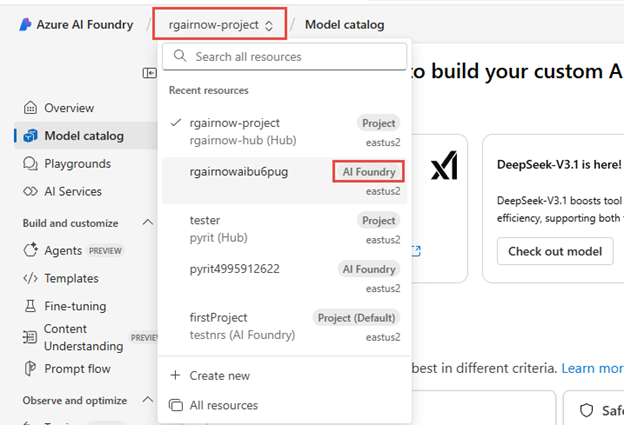 Azure AI Foundry / rgairnow-project / Model catalog
Search all resources
to build your custom A
Recent resources
Overview
rgairnow-project Project
rgairnow-hub (Hub) eastus2
Model catalog
Playgrounds
rgairnowaibu6pug AI Foundry
eastus2
DeepSeek-V3.1 is here!
AI Services
DeepSeek-V3.1 boosts tool
efficiency, supporting both
tester Project
pyrit (Hub) eastus2
Build and customize
Agents PREVIEW
Check out model
pyrit4995912622 AI Foundry
eastus2
Templates
Fine-tuning
firstProject Project (Default)
testnrs (AI Foundry) eastus2
Content
Understanding PREVIEW
Prompt flow
best in different criteria. Learn mor
Create new
Observe and optimize
All resources
Safe